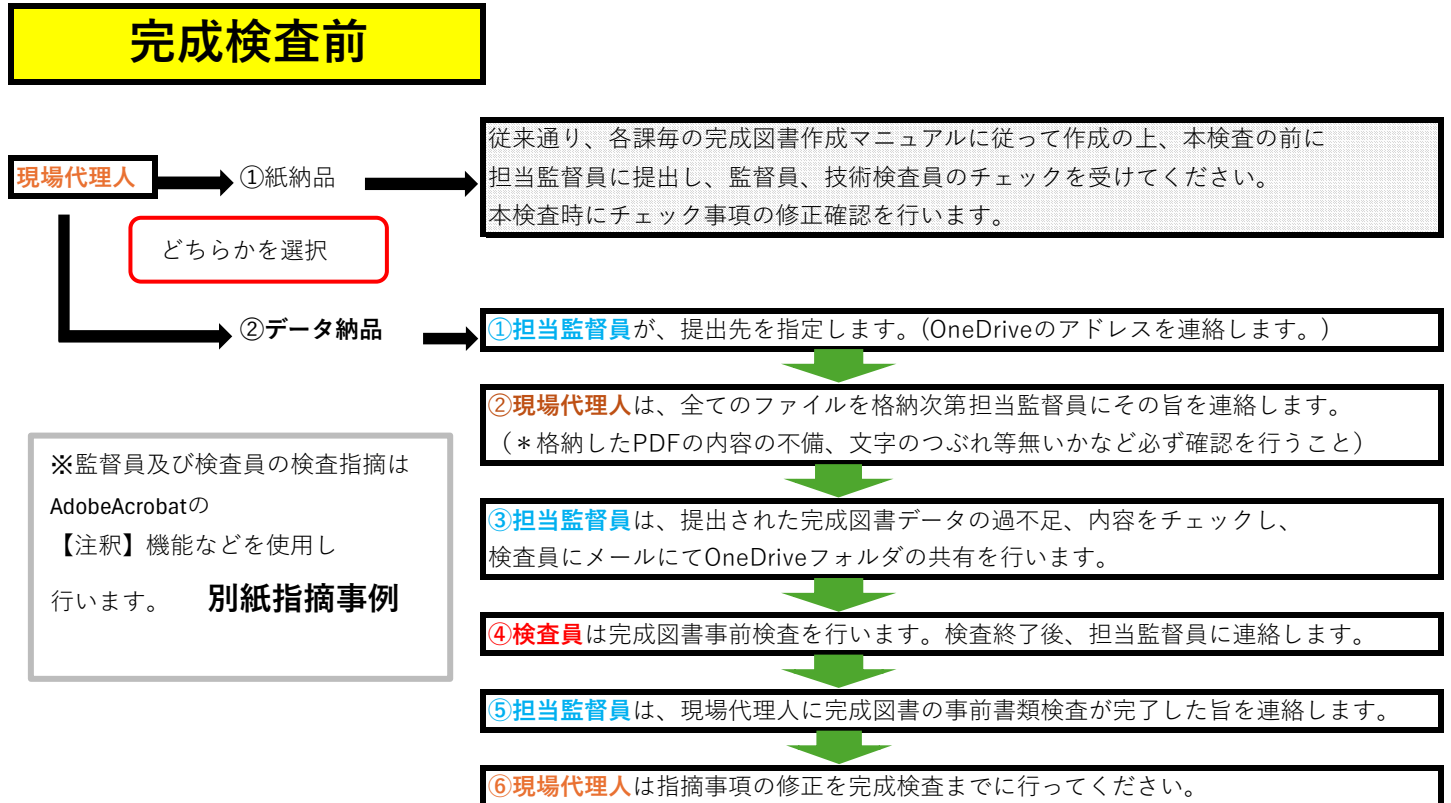 完成検査前
従来通り、各課毎の完成図書作成マニュアルに従って作成の上、本検査の前に
担当監督員に提出し、監督員、技術検査員のチェックを受けてください。
本検査時にチェック事項の修正確認を行います。
現場代理人
①紙納品
どちらかを選択
②データ納品
①担当監督員が、提出先を指定します。(OneDriveのアドレスを連絡します。)
②現場代理人は、全てのファイルを格納次第担当監督員にその旨を連絡します。
（＊格納したPDFの内容の不備、文字のつぶれ等無いかなど必ず確認を行うこと）
※監督員及び検査員の検査指摘は
AdobeAcrobatの
【注釈】機能などを使用し
行います。　別紙指摘事例
③担当監督員は、提出された完成図書データの過不足、内容をチェックし、
検査員にメールにてOneDriveフォルダの共有を行います。
④検査員は完成図書事前検査を行います。検査終了後、担当監督員に連絡します。
⑤担当監督員は、現場代理人に完成図書の事前書類検査が完了した旨を連絡します。
⑥現場代理人は指摘事項の修正を完成検査までに行ってください。